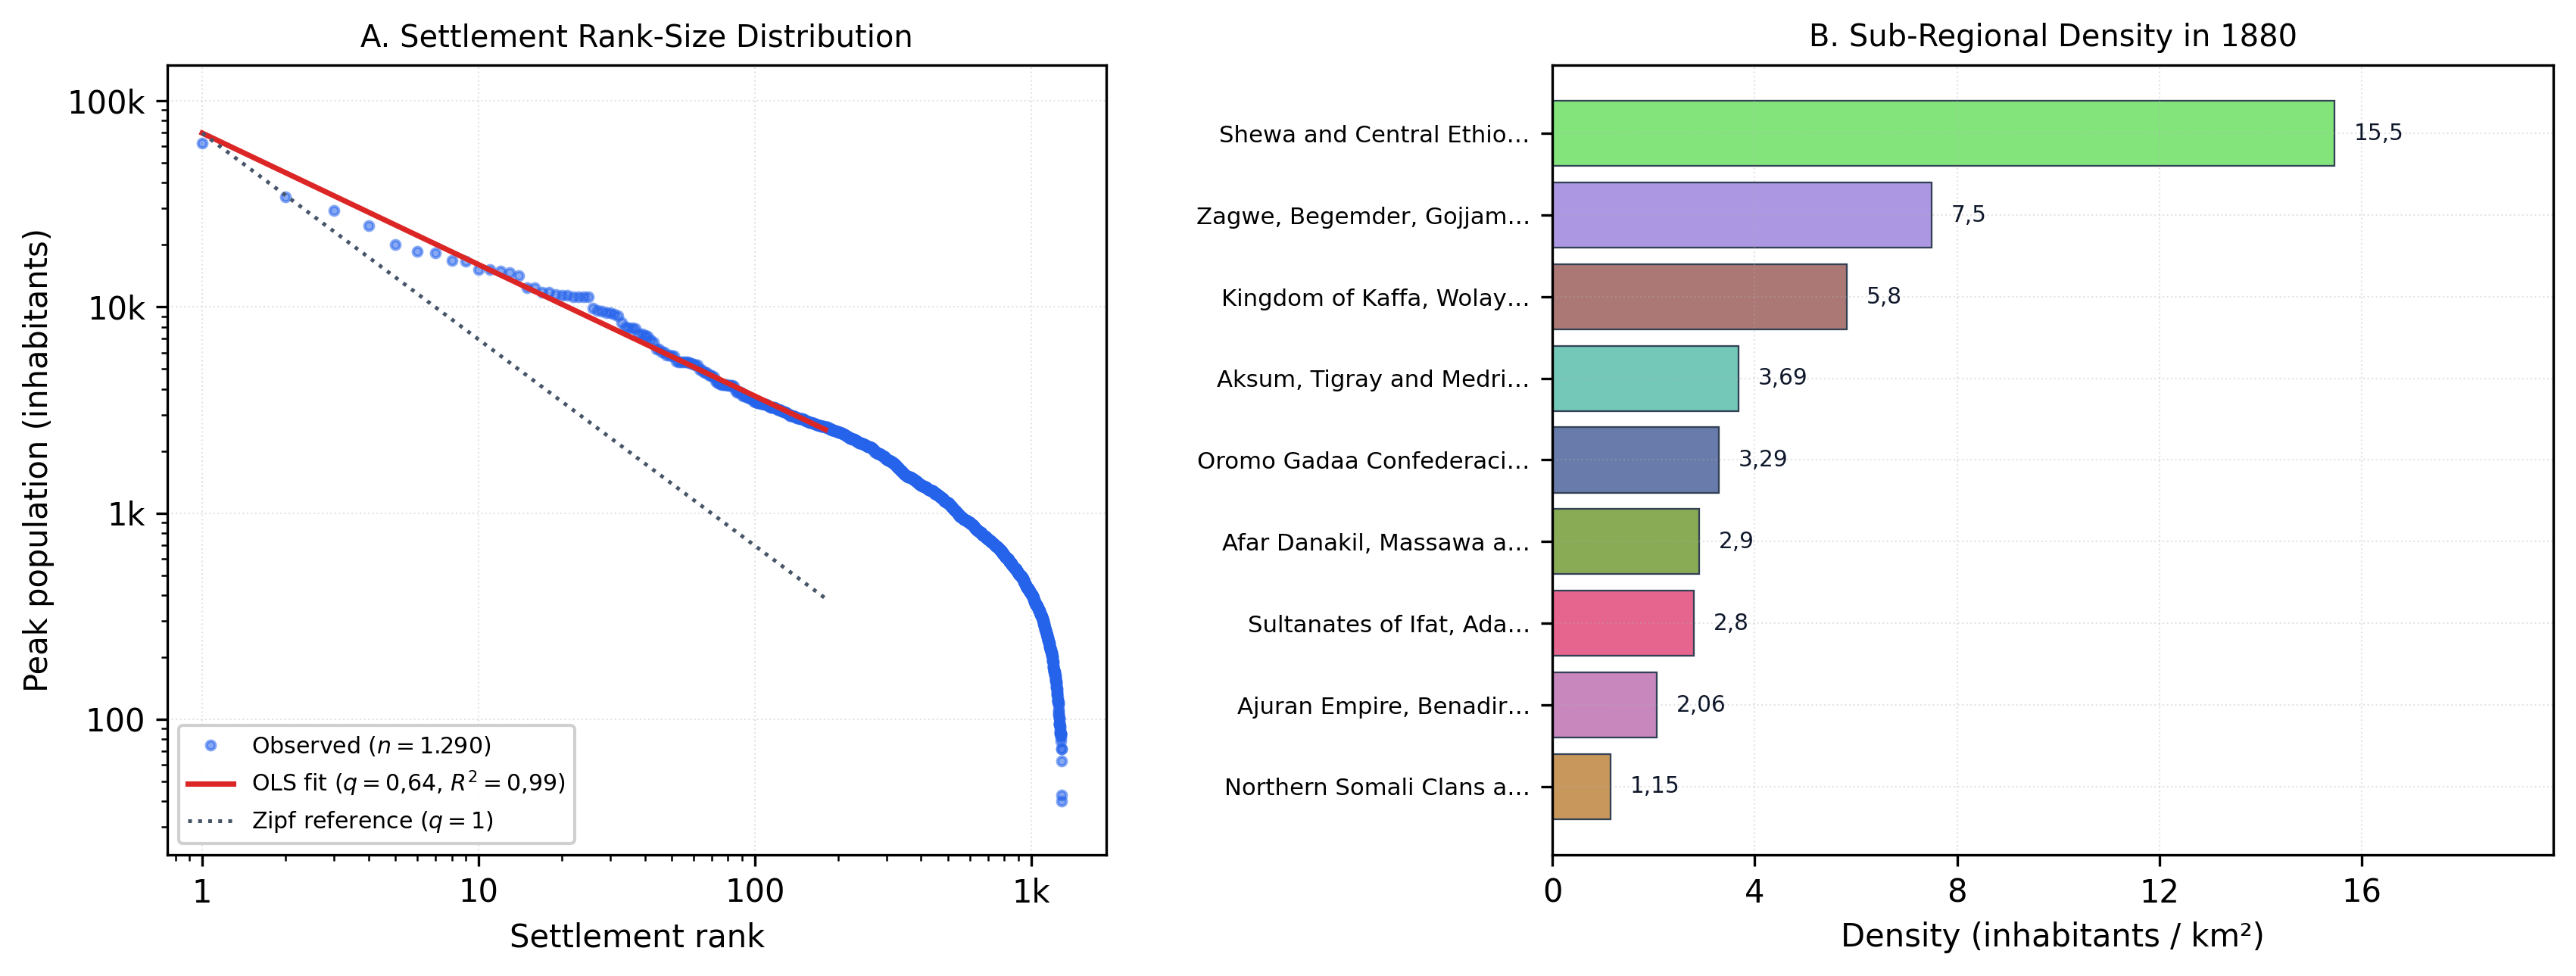 A. Settlement Rank-Size Distribution
Peak population (inhabitants)
100k
10k
1k
100
Observed (n = 1.290)
OLS fit (q = 0,64, R² = 0,99)
Zipf reference (q = 1)
1
10
100
1k
Settlement rank
B. Sub-Regional Density in 1880
Shewa and Central Ethio... 15,5
Zagwe, Begemder, Gojjam... 7,5
Kingdom of Kaffa, Wolay... 5,8
Aksum, Tigray and Medri... 3,69
Oromo Gadaa Confederaci... 3,29
Afar Danakil, Massawa a... 2,9
Sultanates of Ifat, Ada... 2,8
Ajuran Empire, Benadir... 2,06
Northern Somali Clans a... 1,15
0
4
8
12
16
Density (inhabitants / km²)